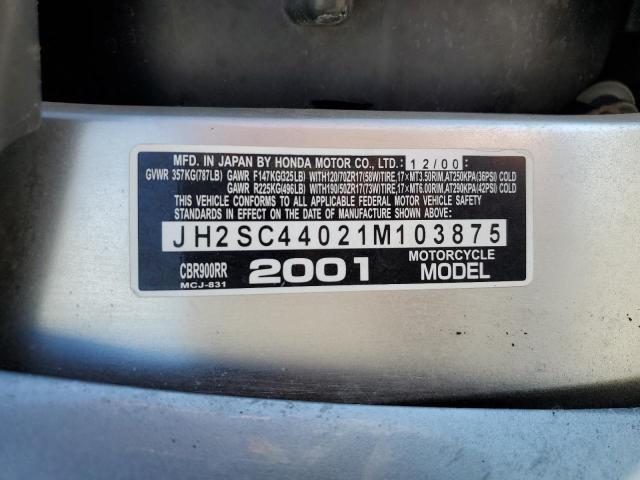 MFD. IN JAPAN BY HONDA MOTOR CO., LTD. 12/00
GVWR 357KG(787LB) GAWR F147KG(325LB) WITH120/70ZR17(58W)TIRE,17×MT3.50RIM,AT250KPA(36PSI) COLD
GAWR R225KG(496LB) WITH190/50ZR17(73W)TIRE,17×MT6.00RIM,AT290KPA(42PSI) COLD
THIS VEHICLE CONFORMS TO ALL APPLICABLE FEDERAL MOTOR VEHICLE
SAFETY STANDARDS IN EFFECT ON THE DATE OF MANUFACTURE SHOWN ABOVE.
JH2SC44021M103875
CBR900RR 2001 MOTORCYCLE
MCJ-831 MODEL